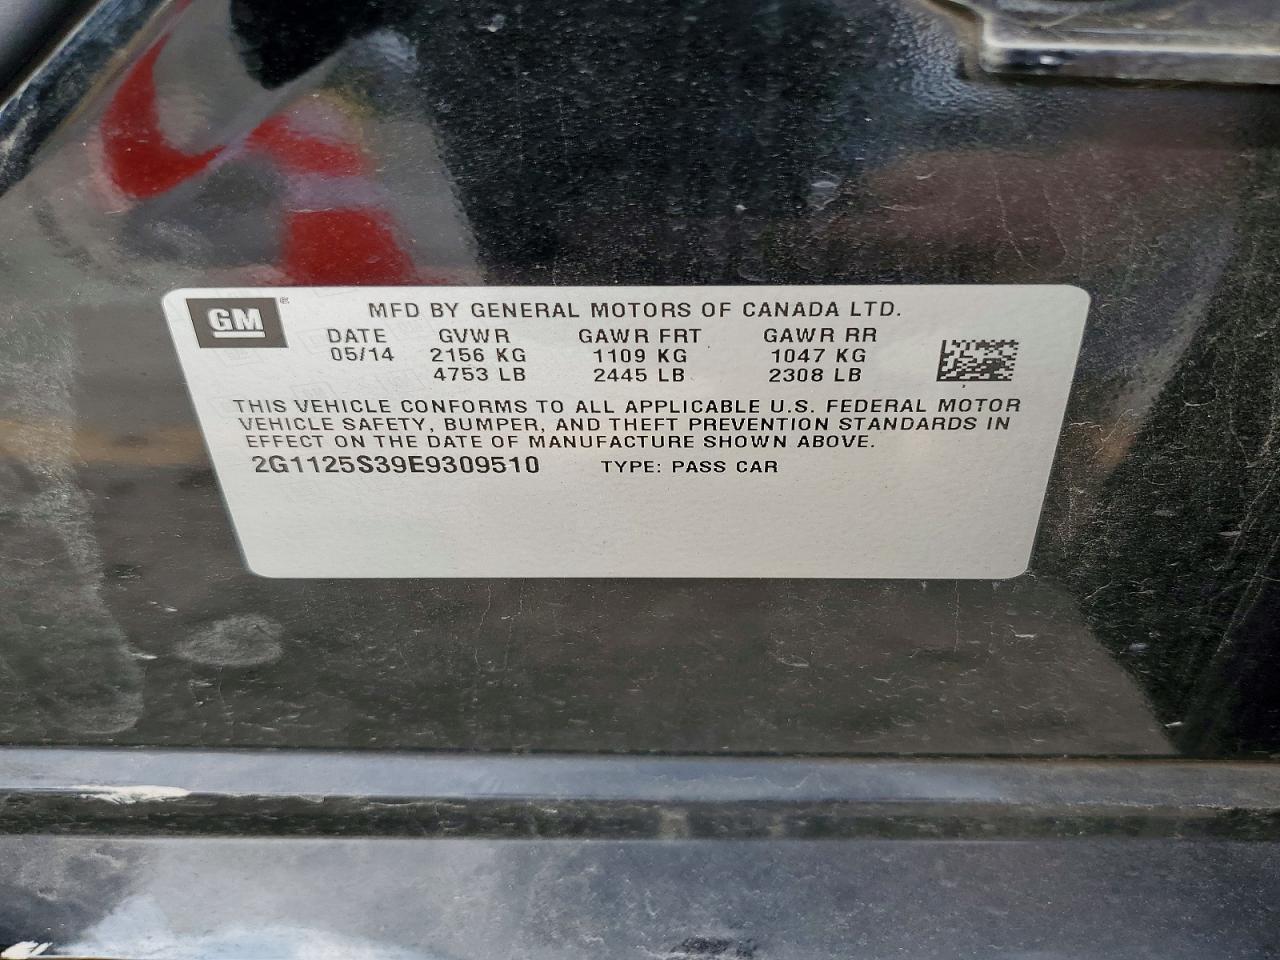 GM
MFD BY GENERAL MOTORS OF CANADA LTD.
DATE GVWR GAWR FRT GAWR RR
05/14 2156 KG 1109 KG 1047 KG
4753 LB 2445 LB 2308 LB
THIS VEHICLE CONFORMS TO ALL APPLICABLE U.S. FEDERAL MOTOR
VEHICLE SAFETY, BUMPER, AND THEFT PREVENTION STANDARDS IN
EFFECT ON THE DATE OF MANUFACTURE SHOWN ABOVE.
2G1125S39E9309510 TYPE: PASS CAR